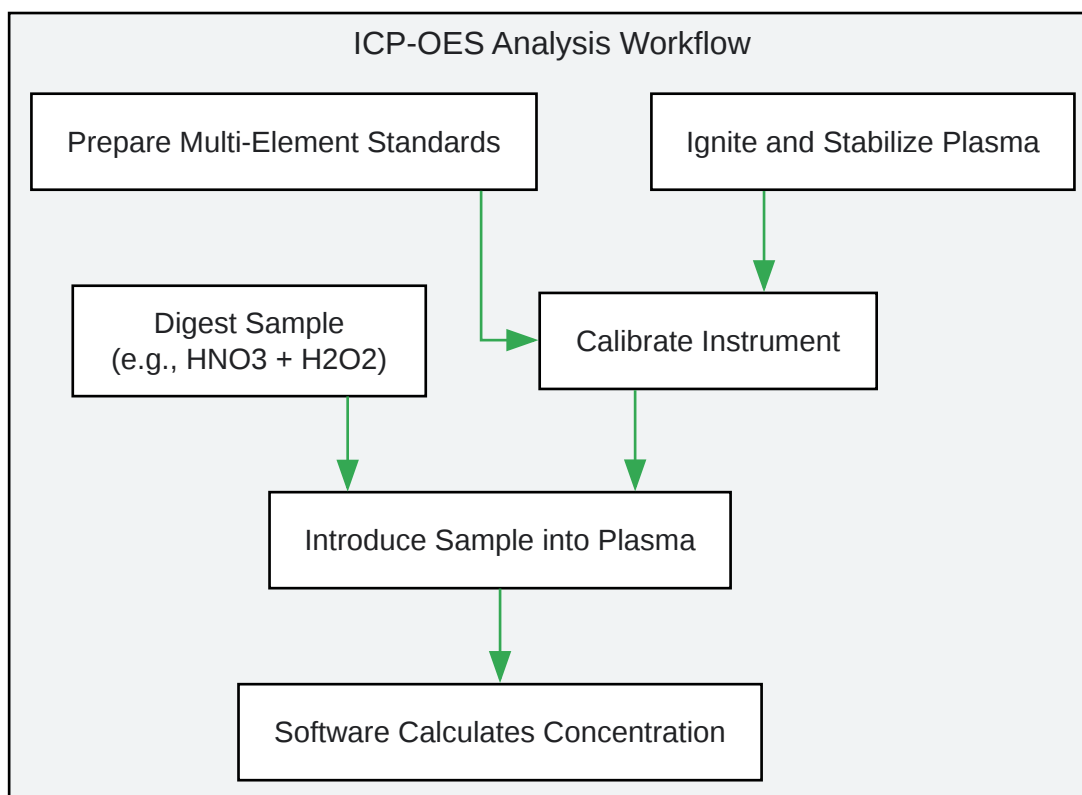 ICP-OES Analysis Workflow
Prepare Multi-Element Standards
Ignite and Stabilize Plasma
Digest Sample
(e.g., HNO3 + H2O2)
Calibrate Instrument
Introduce Sample into Plasma
Software Calculates Concentration